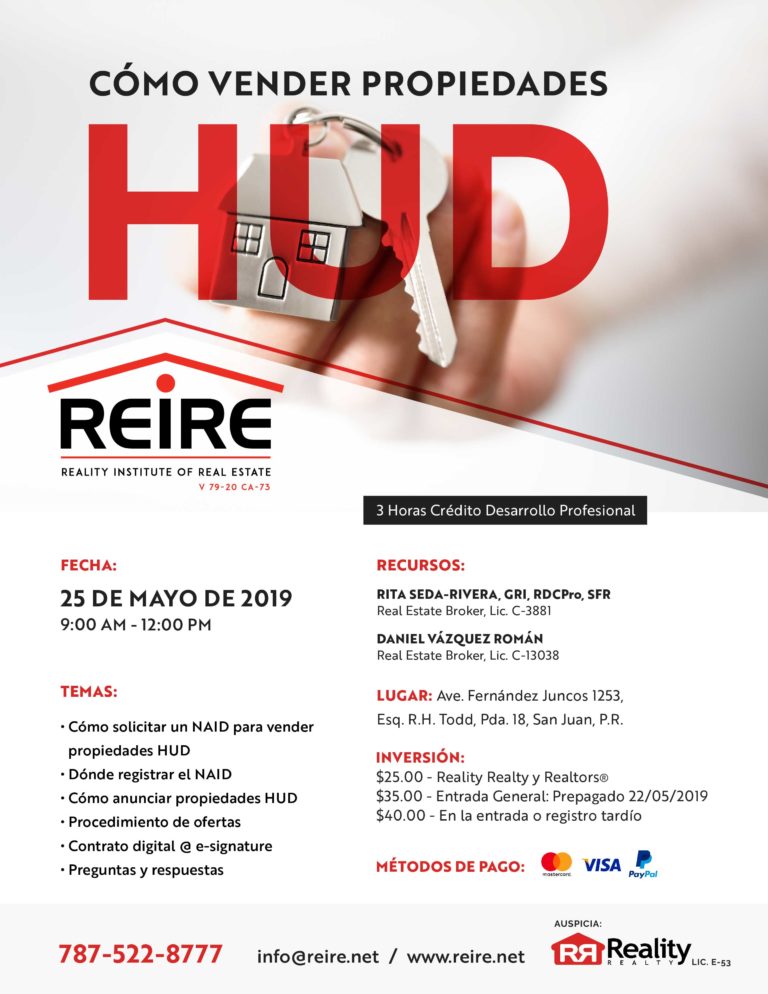 CÓMO VENDER PROPIEDADES
HUD
REIRE
REALITY INSTITUTE OF REAL ESTATE
V 79-20 CA-73
3 Horas Crédito Desarrollo Profesional
FECHA:
25 DE MAYO DE 2019
9:00 AM - 12:00 PM
TEMAS:
• Cómo solicitar un NAID para vender
propiedades HUD
• Dónde registrar el NAID
• Cómo anunciar propiedades HUD
• Procedimiento de ofertas
• Contrato digital @ e-signature
• Preguntas y respuestas
RECURSOS:
RITA SEDA-RIVERA, GRI, RDCPro, SFR
Real Estate Broker, Lic. C-3881
DANIEL VÁZQUEZ ROMÁN
Real Estate Broker, Lic. C-13038
LUGAR: Ave. Fernández Juncos 1253,
Esq. R.H. Todd, Pda. 18, San Juan, P.R.
INVERSIÓN:
$25.00 - Reality Realty y Realtors®
$35.00 - Entrada General: Prepagado 22/05/2019
$40.00 - En la entrada o registro tardío
MÉTODOS DE PAGO: mastercard VISA PayPal
787-522-8777 info@reire.net / www.reire.net
AUSPICIA:
RR Reality
REALTY LIC. E-53